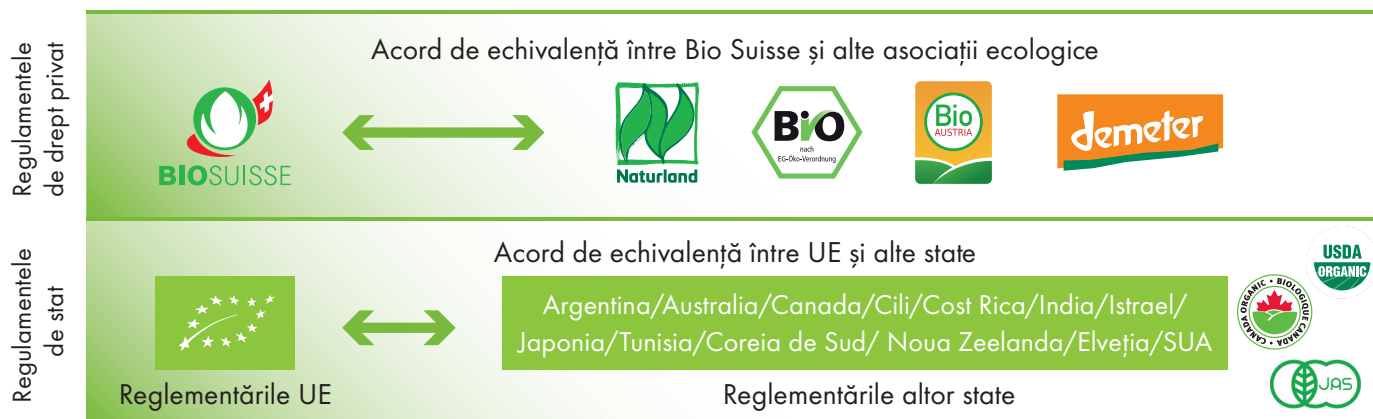 Regulamentele
de drept privat
Acord de echivalență între Bio Suisse și alte asociații ecologice
BIOSUISSE
Naturland
BiO
nach
EG-Öko-Verordnung
Bio
AUSTRIA
demeter
Regulamentele
de stat
Acord de echivalență între UE și alte state
Argentina/Australia/Canada/Cili/Cost Rica/India/Istrael/
Japonia/Tunisia/Coreia de Sud/ Noua Zeelanda/Elveția/SUA
Reglementările UE
Reglementările altor state
USDA
ORGANIC
CANADA ORGANIC • BIOLOGIQUE CANADA •
JAS